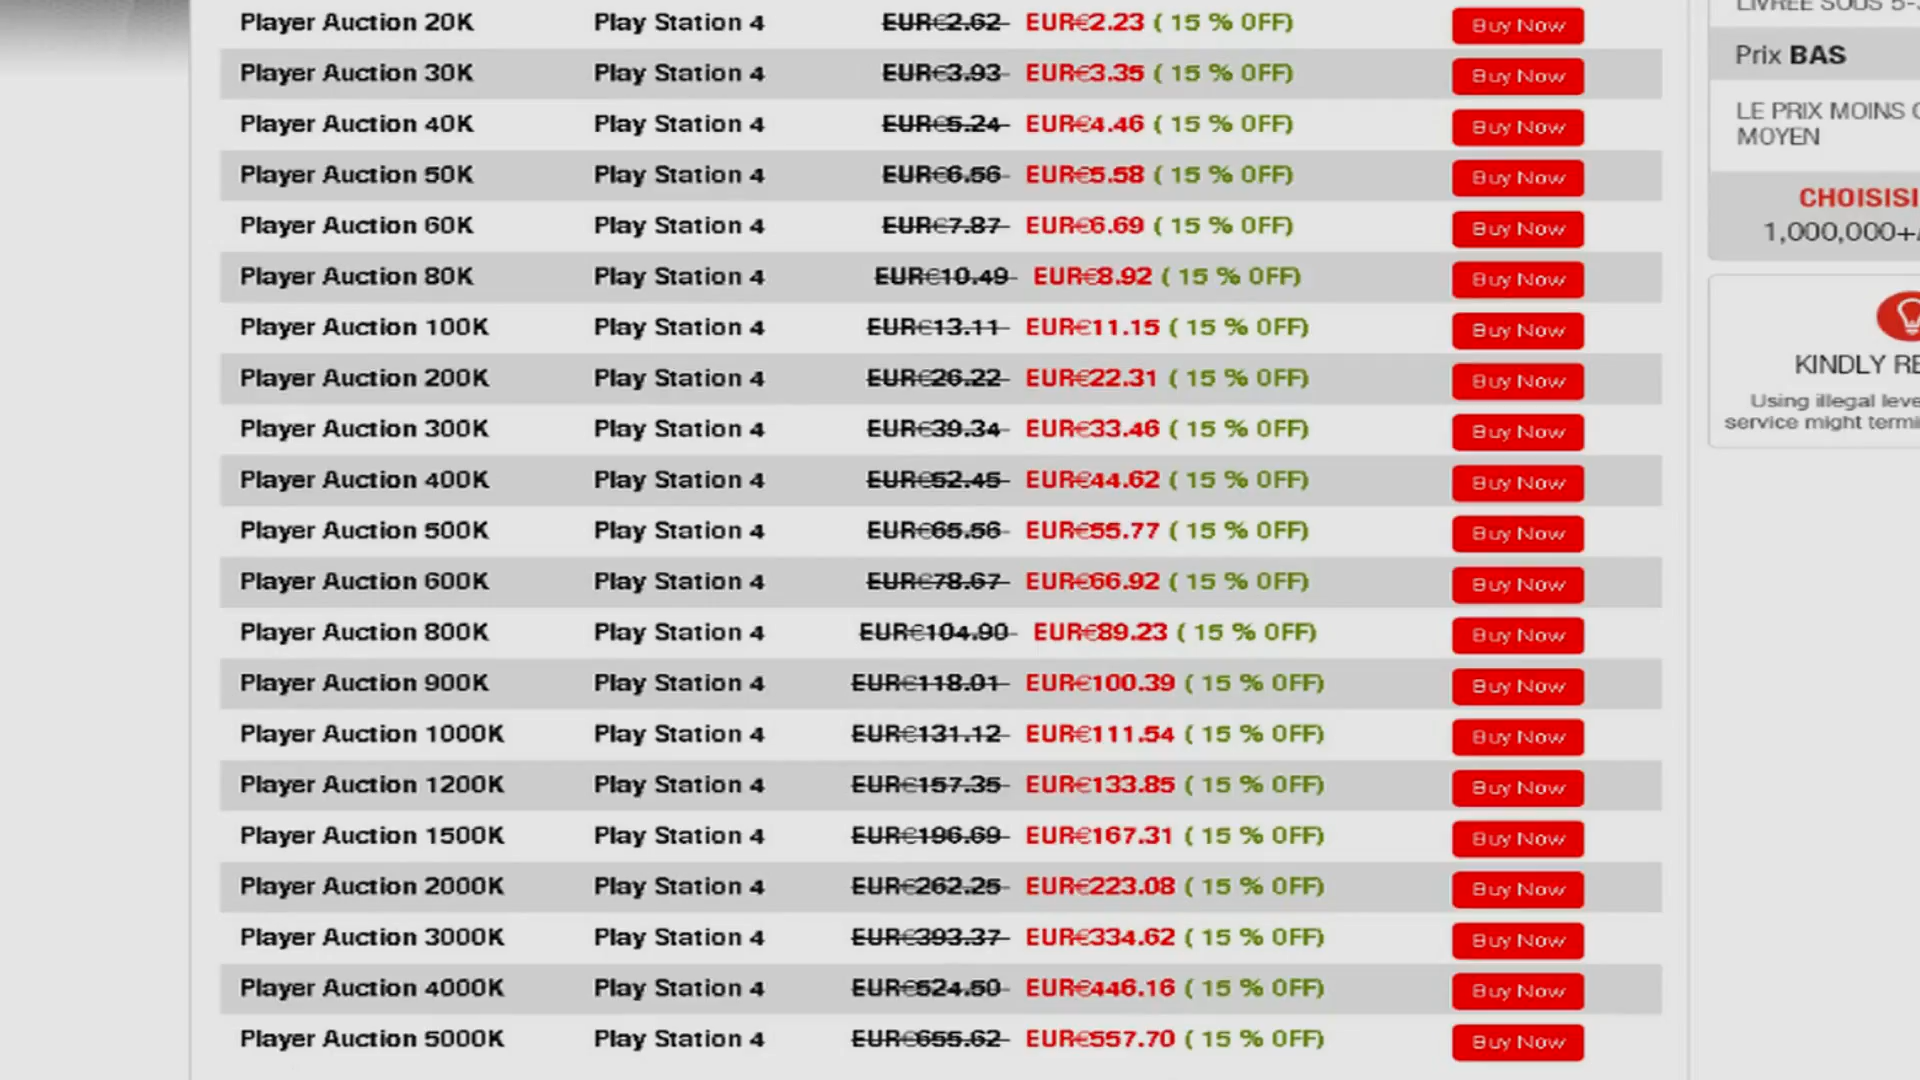 Player Auction 20K Play Station 4 EUR€2.62 EUR€2.23 ( 15 % OFF) Buy Now
Player Auction 30K Play Station 4 EUR€3.93 EUR€3.35 ( 15 % OFF) Buy Now
Player Auction 40K Play Station 4 EUR€5.24 EUR€4.46 ( 15 % OFF) Buy Now
Player Auction 50K Play Station 4 EUR€6.56 EUR€5.58 ( 15 % OFF) Buy Now
Player Auction 60K Play Station 4 EUR€7.87 EUR€6.69 ( 15 % OFF) Buy Now
Player Auction 80K Play Station 4 EUR€10.49 EUR€8.92 ( 15 % OFF) Buy Now
Player Auction 100K Play Station 4 EUR€13.11 EUR€11.15 ( 15 % OFF) Buy Now
Player Auction 200K Play Station 4 EUR€26.22 EUR€22.31 ( 15 % OFF) Buy Now
Player Auction 300K Play Station 4 EUR€39.34 EUR€33.46 ( 15 % OFF) Buy Now
Player Auction 400K Play Station 4 EUR€52.45 EUR€44.62 ( 15 % OFF) Buy Now
Player Auction 500K Play Station 4 EUR€65.56 EUR€55.77 ( 15 % OFF) Buy Now
Player Auction 600K Play Station 4 EUR€78.67 EUR€66.92 ( 15 % OFF) Buy Now
Player Auction 800K Play Station 4 EUR€104.90 EUR€89.23 ( 15 % OFF) Buy Now
Player Auction 900K Play Station 4 EUR€118.01 EUR€100.39 ( 15 % OFF) Buy Now
Player Auction 1000K Play Station 4 EUR€131.12 EUR€111.54 ( 15 % OFF) Buy Now
Player Auction 1200K Play Station 4 EUR€157.35 EUR€133.85 ( 15 % OFF) Buy Now
Player Auction 1500K Play Station 4 EUR€196.69 EUR€167.31 ( 15 % OFF) Buy Now
Player Auction 2000K Play Station 4 EUR€262.25 EUR€223.08 ( 15 % OFF) Buy Now
Player Auction 3000K Play Station 4 EUR€393.37 EUR€334.62 ( 15 % OFF) Buy Now
Player Auction 4000K Play Station 4 EUR€524.50 EUR€446.16 ( 15 % OFF) Buy Now
Player Auction 5000K Play Station 4 EUR€655.62 EUR€557.70 ( 15 % OFF) Buy Now
LIVREE SOUS 5-
Prix BAS
LE PRIX MOINS
MOYEN
CHOISISI
1,000,000+
KINDLY RE
Using illegal leve
service might termi